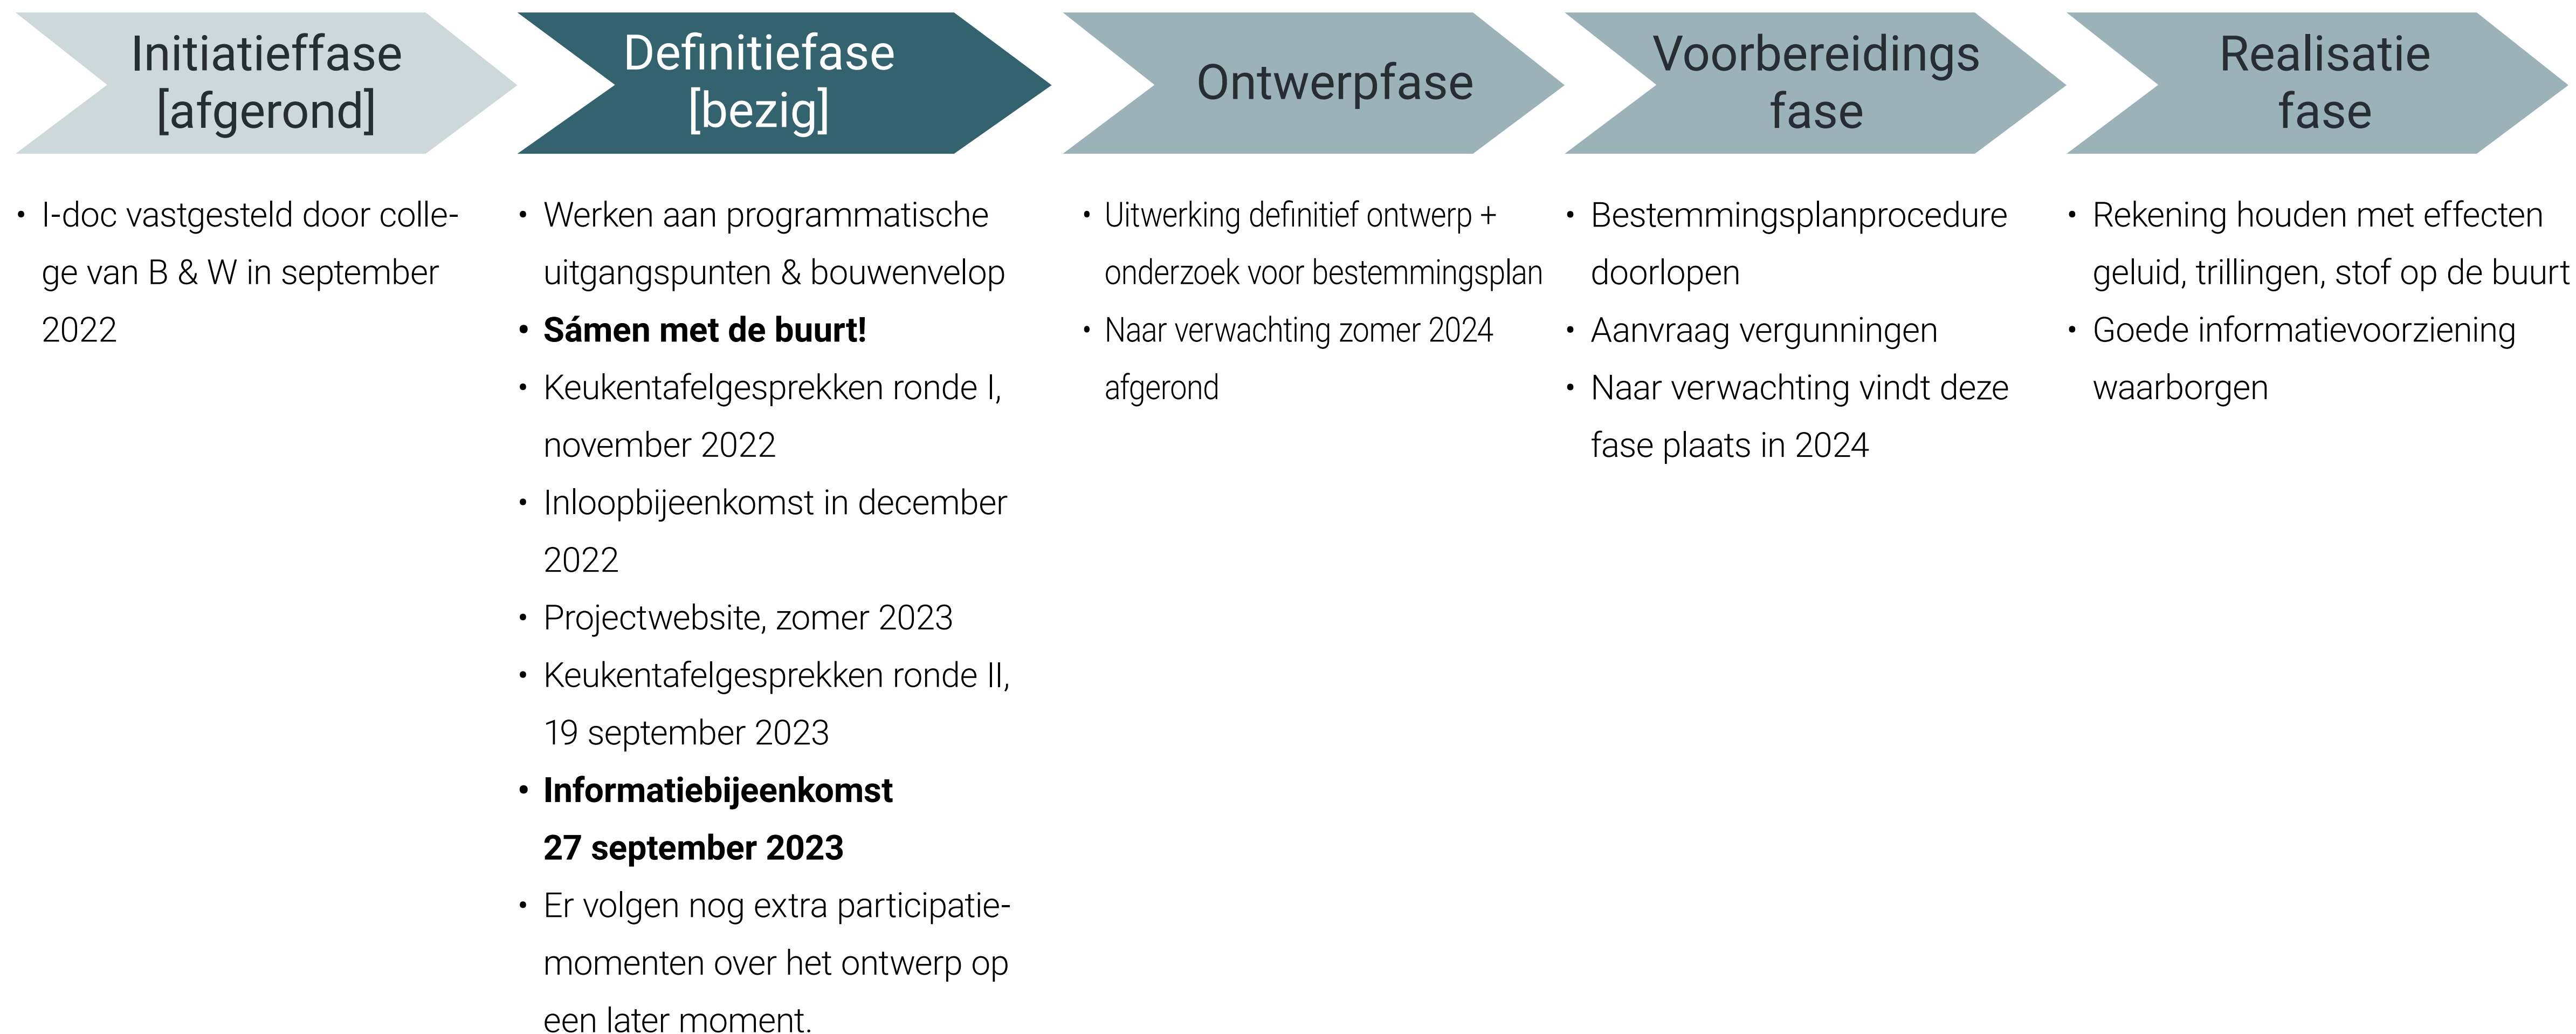 Initiatieffase
[afgerond]
• I-doc vastgesteld door colle-
ge van B & W in september
2022
Definitiefase
[bezig]
• Werken aan programmatische
uitgangspunten & bouwenvelop
• Sámen met de buurt!
• Keukentafelgesprekken ronde I,
november 2022
• Inloopbijeenkomst in december
2022
• Projectwebsite, zomer 2023
• Keukentafelgesprekken ronde II,
19 september 2023
• Informatiebijeenkomst
27 september 2023
• Er volgen nog extra participatie-
momenten over het ontwerp op
een later moment.
Ontwerpfase
• Uitwerking definitief ontwerp +
onderzoek voor bestemmingsplan
• Naar verwachting zomer 2024
afgerond
Voorbereidings
fase
• Bestemmingsplanprocedure
doorlopen
• Aanvraag vergunningen
• Naar verwachting vindt deze
fase plaats in 2024
Realisatie
fase
• Rekening houden met effecten
geluid, trillingen, stof op de buurt
• Goede informatievoorziening
waarborgen